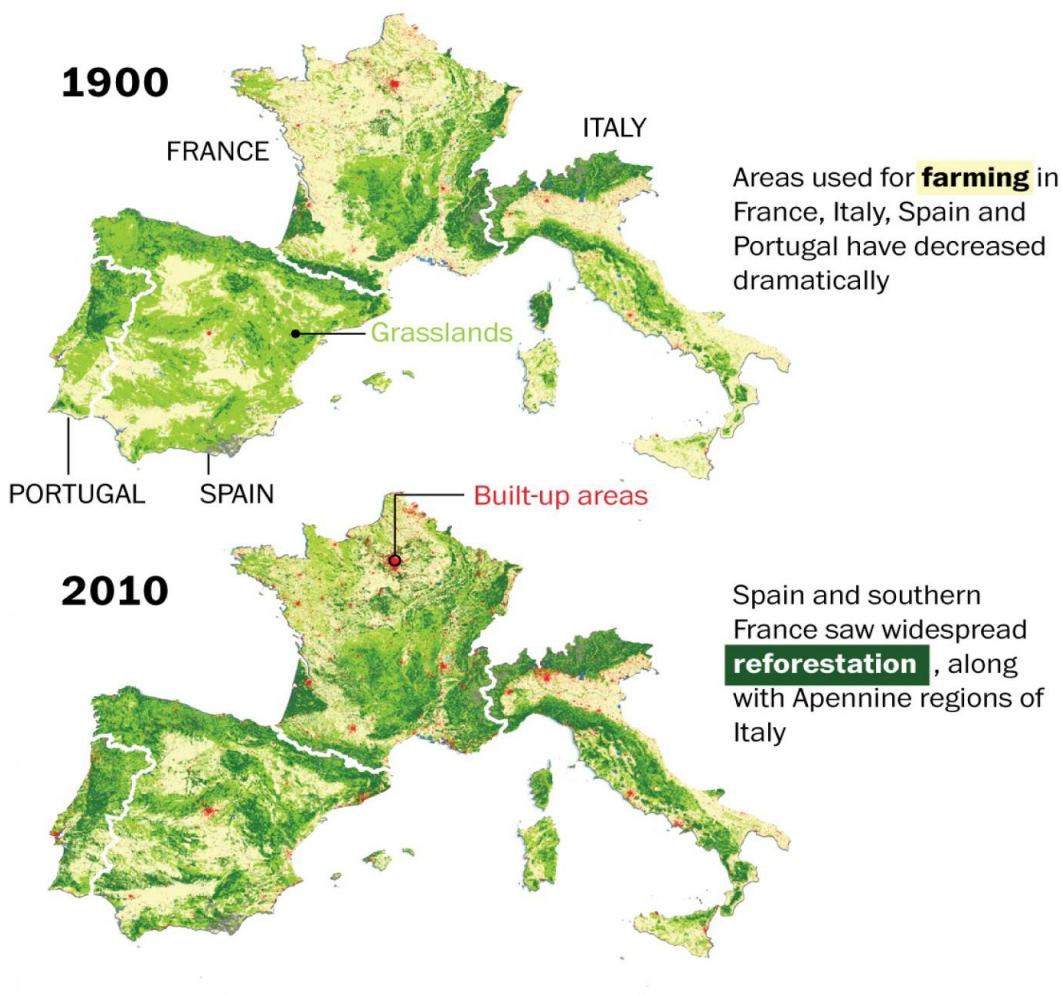 1900
FRANCE
ITALY
Areas used for farming in
France, Italy, Spain and
Portugal have decreased
dramatically
Grasslands
PORTUGAL
SPAIN
Built-up areas
2010
Spain and southern
France saw widespread
reforestation , along
with Apennine regions of
Italy